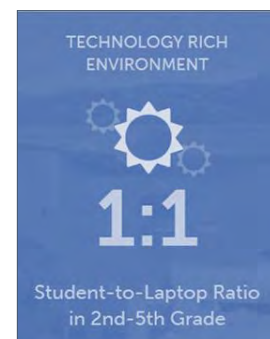 TECHNOLOGY RICH
ENVIRONMENT
1:1
Student-to-Laptop Ratio
in 2nd-5th Grade